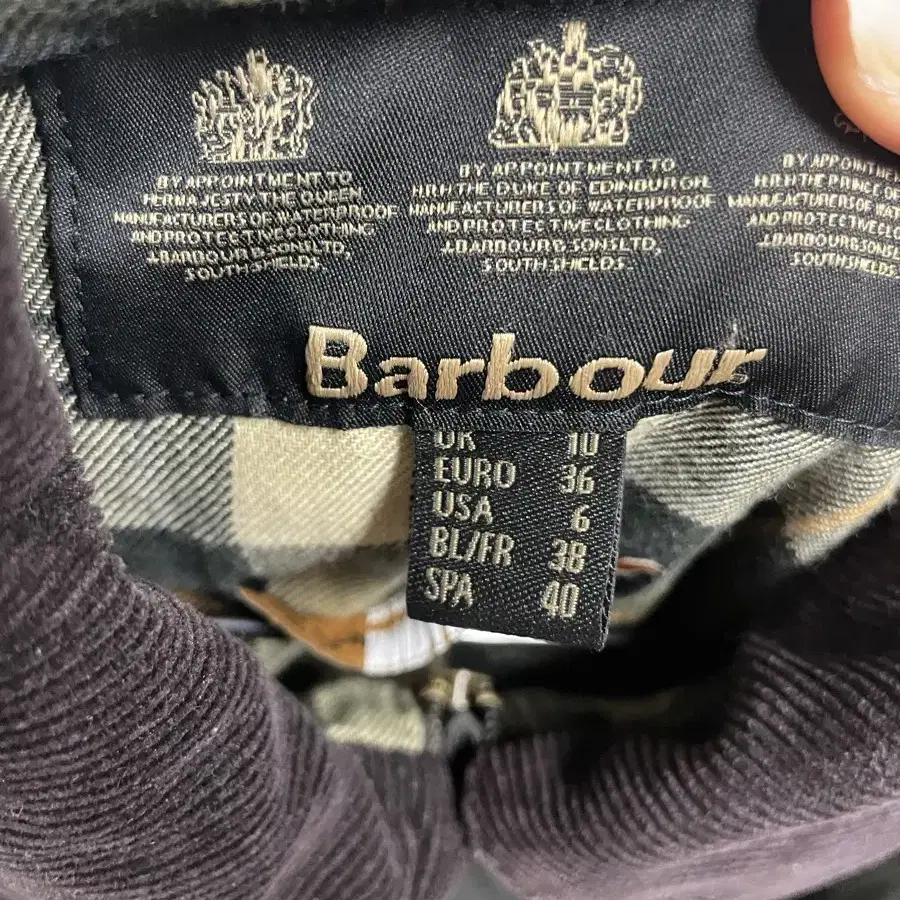 BY APPOINTMENT TO
HER MAJESTY THE QUEEN
MANUFACTURERS OF WATERPROOF
AND PROTECTIVE CLOTHING
J.BARBOUR & SONS LTD,
SOUTH SHIELDS.
BY APPOINTMENT TO
H.R.H.THE DUKE OF EDINBURGH
MANUFACTURERS OF WATERPROOF
AND PROTECTIVE CLOTHING
J.BARBOUR & SONS LTD,
SOUTH SHIELDS.
BY APPOINTME
H.R.H.THE PRINCE OF
MANUFACTURERS OF WAT
AND PROTECTIVE CLO
J.BARBOUR & SONS
SOUTH SHIELDS.
Barbour
UK 10
EURO 36
USA 6
BL/FR 38
SPA 40